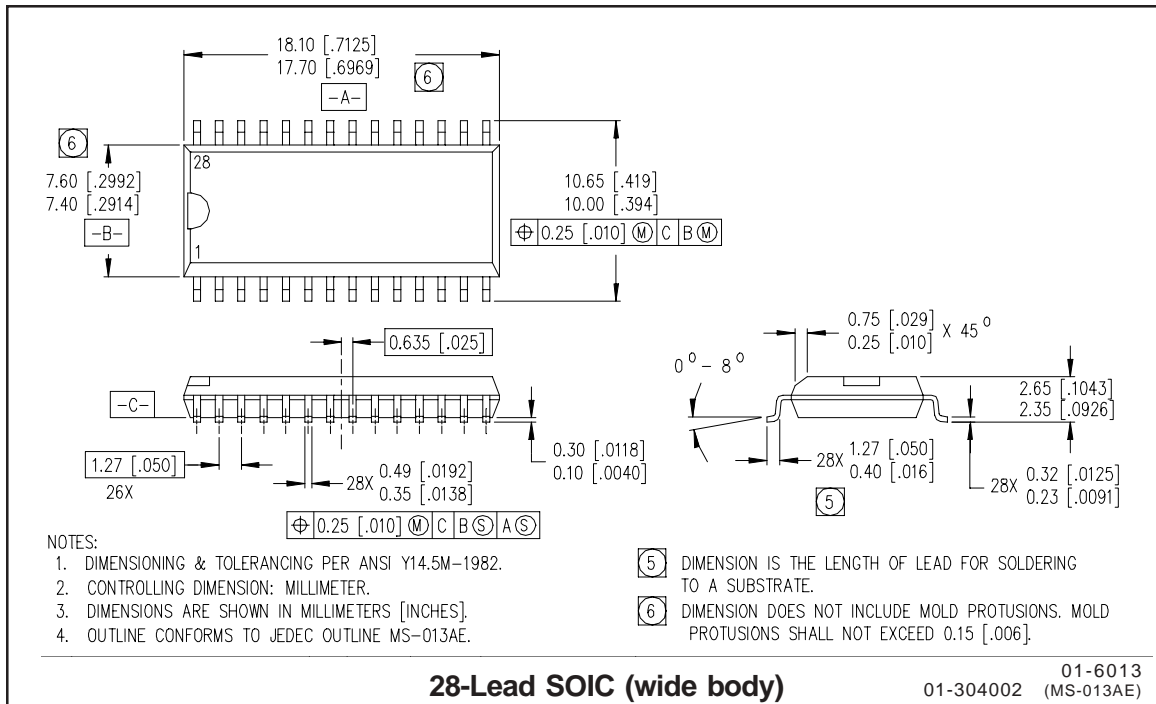 18.10 [.7125]
17.70 [.6969]
6
-A-
6
28
7.60 [.2992]
7.40 [.2914]
-B-
1
10.65 [.419]
10.00 [.394]
⌖ 0.25 [.010] Ⓜ C B Ⓜ
0.635 [.025]
-C-
1.27 [.050]
26X
28X 0.49 [.0192]
0.35 [.0138]
0.30 [.0118]
0.10 [.0040]
⌖ 0.25 [.010] Ⓜ C B Ⓢ A Ⓢ
0.75 [.029]
0.25 [.010]
X 45°
0° - 8°
2.65 [.1043]
2.35 [.0926]
28X 1.27 [.050]
0.40 [.016]
5
28X 0.32 [.0125]
0.23 [.0091]
NOTES:
1. DIMENSIONING & TOLERANCING PER ANSI Y14.5M-1982.
2. CONTROLLING DIMENSION: MILLIMETER.
3. DIMENSIONS ARE SHOWN IN MILLIMETERS [INCHES].
4. OUTLINE CONFORMS TO JEDEC OUTLINE MS-013AE.
5 DIMENSION IS THE LENGTH OF LEAD FOR SOLDERING
TO A SUBSTRATE.
6 DIMENSION DOES NOT INCLUDE MOLD PROTUSIONS. MOLD
PROTUSIONS SHALL NOT EXCEED 0.15 [.006].
28-Lead SOIC (wide body)
01-6013
01-304002 (MS-013AE)